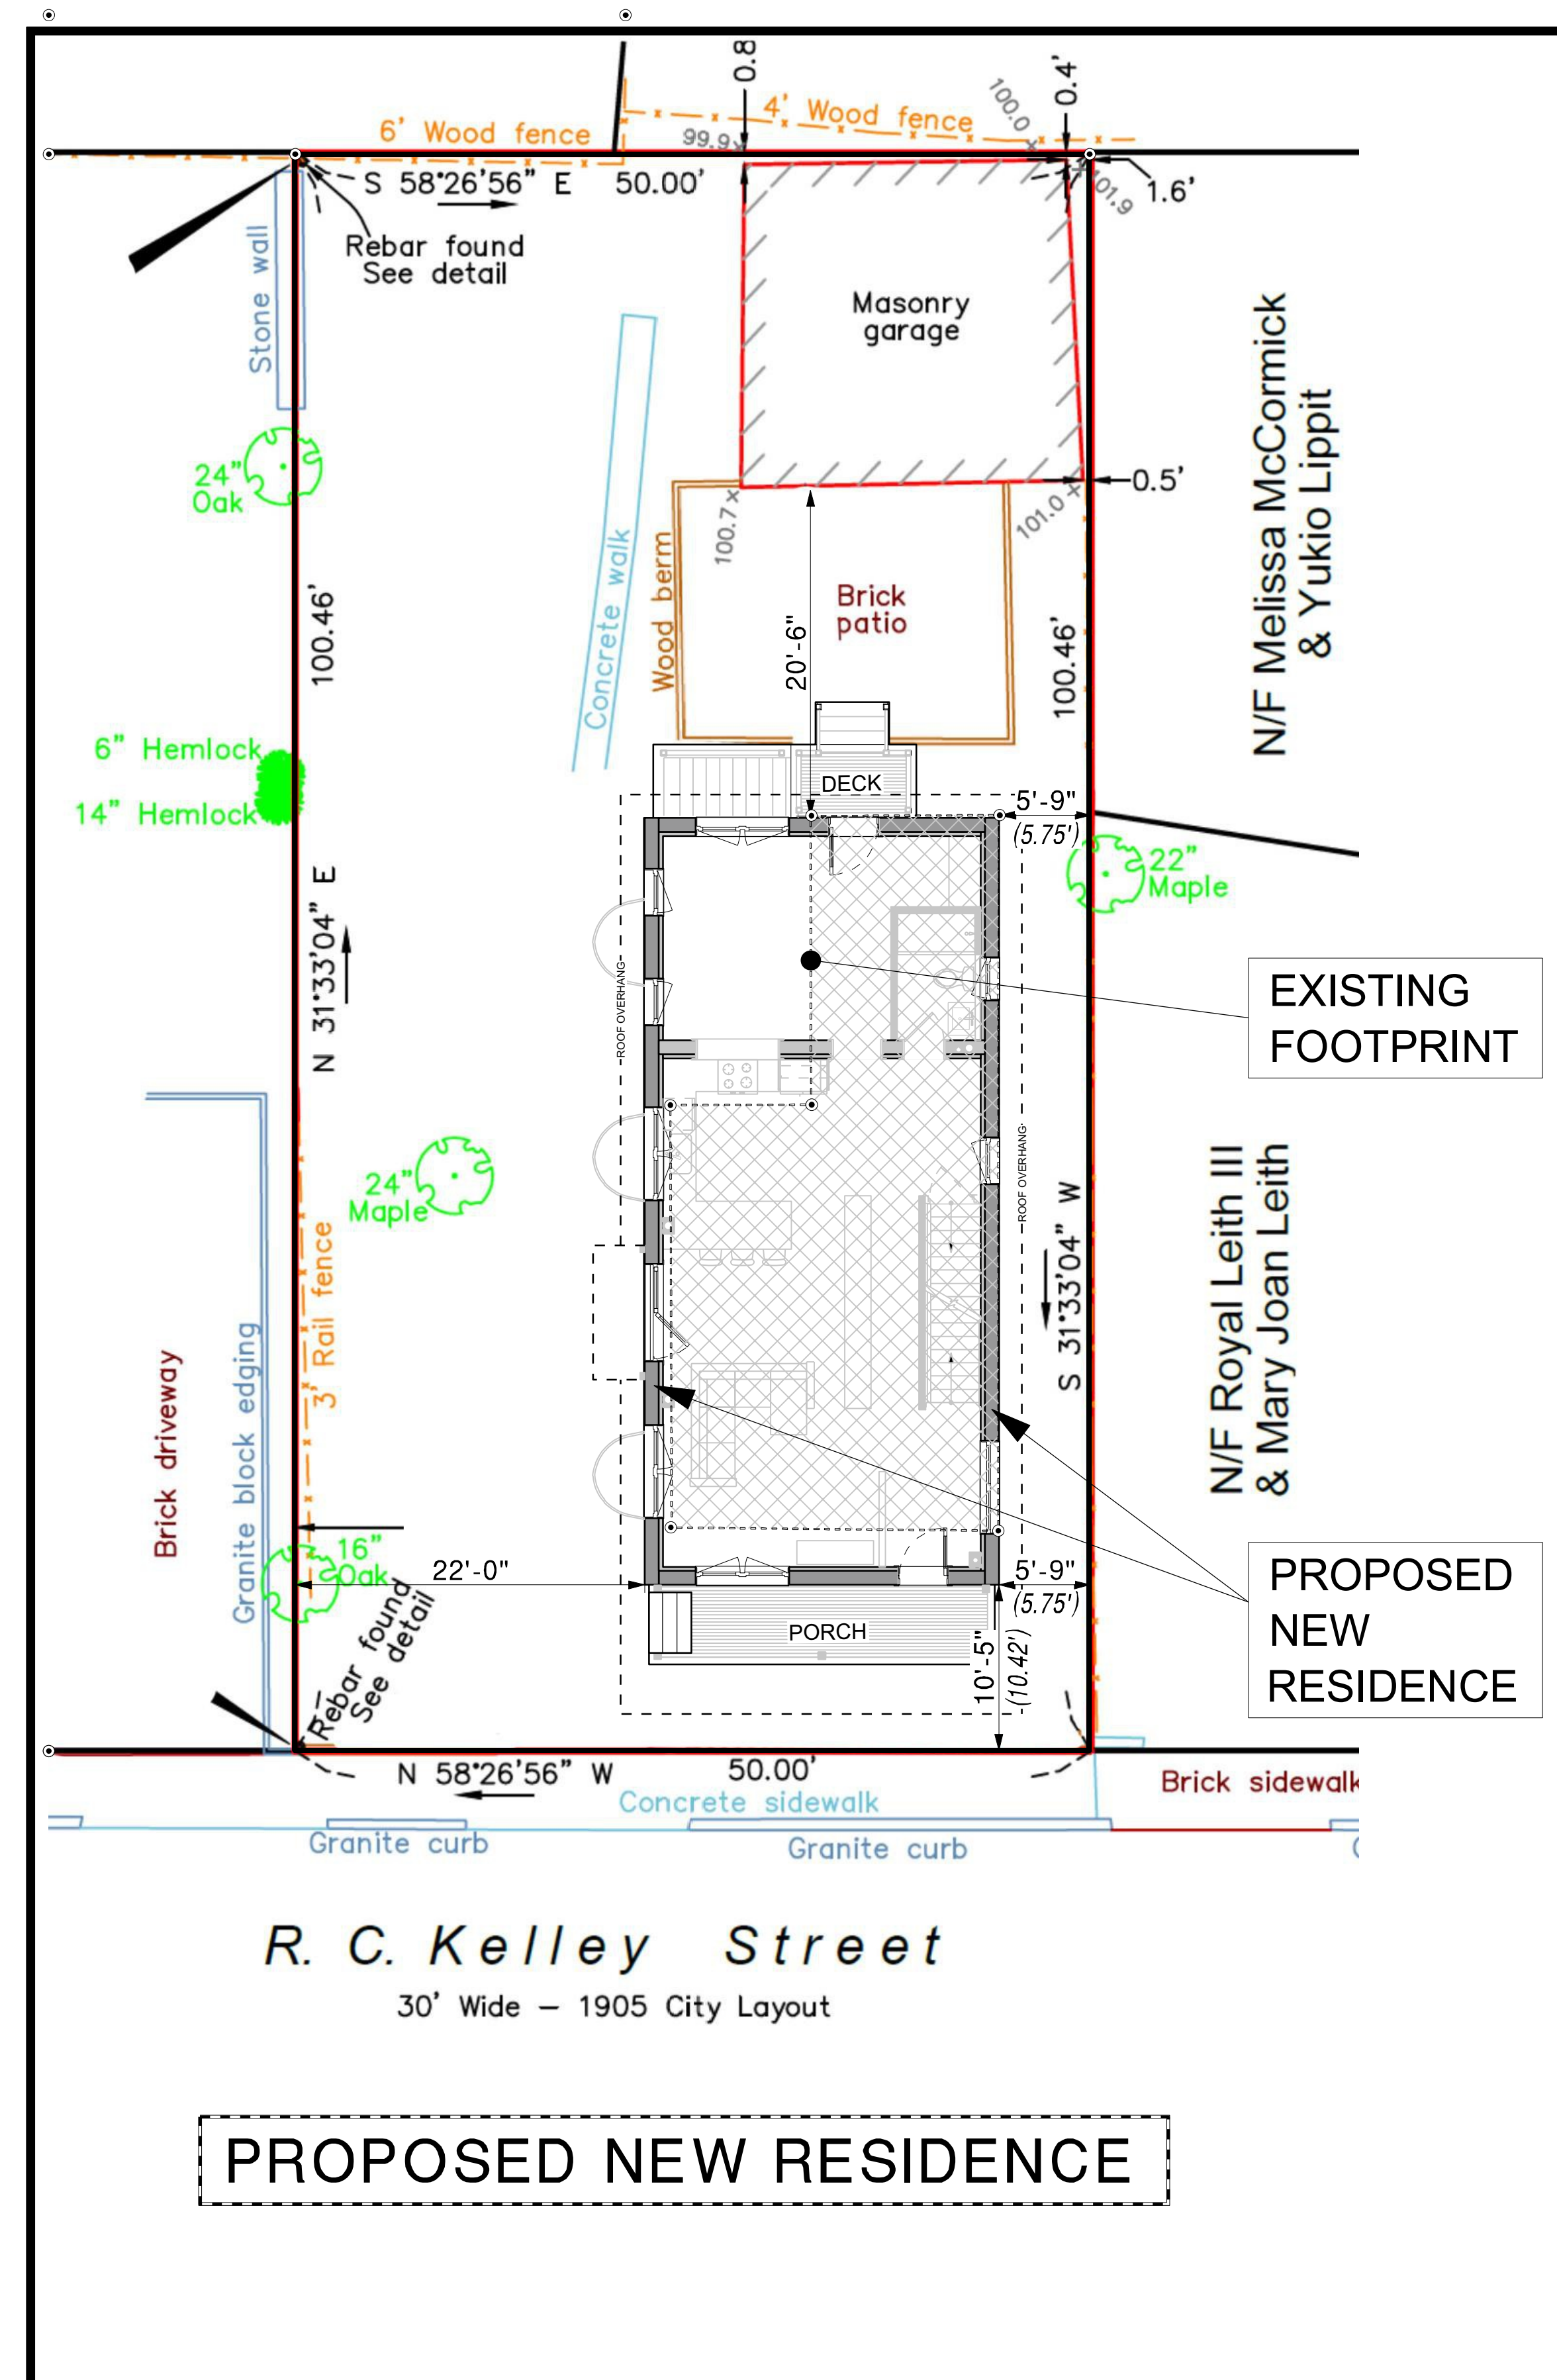 0.8
0.4'
4' Wood fence
100.0
6' Wood fence
99.9
S 58°26'56" E 50.00'
101.9
1.6'
Rebar found
See detail
Stone wall
Masonry
garage
N/F Melissa McCormick
& Yukio Lippit
24"
Oak
0.5'
100.7
101.0
Concrete walk
Wood berm
Brick
patio
100.46'
20'-6"
100.46'
6" Hemlock
14" Hemlock
DECK
5'-9"
(5.75')
22"
Maple
N 31°33'04" E
ROOF OVERHANG
EXISTING
FOOTPRINT
ROOF OVERHANG
24"
Maple
S 31°33'04" W
N/F Royal Leith III
& Mary Joan Leith
3' Rail fence
Brick driveway
Granite block edging
16"
Oak
22'-0"
5'-9"
(5.75')
PROPOSED
NEW
RESIDENCE
Rebar found
See detail
PORCH
10'-5"
(10.42')
N 58°26'56" W 50.00'
Concrete sidewalk
Brick sidewalk
Granite curb
Granite curb
R. C. Kelley Street
30' Wide – 1905 City Layout
PROPOSED NEW RESIDENCE